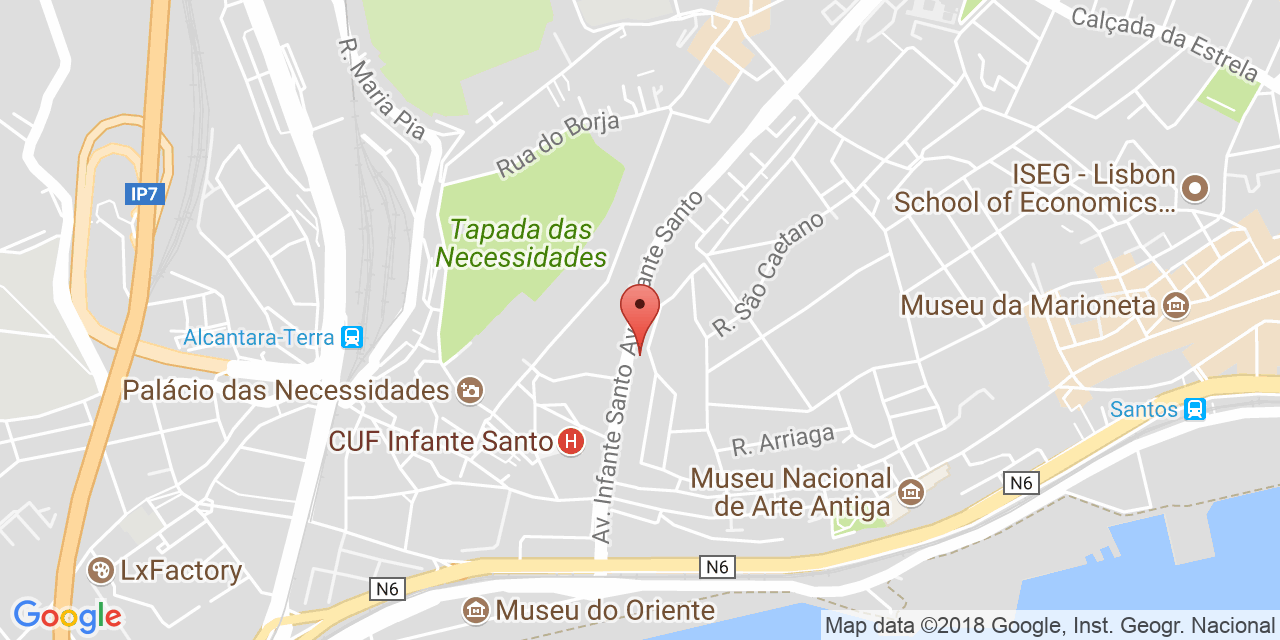 Calçada da Estrela
R. Maria Pia
Rua do Borja
IP7
ISEG - Lisbon
School of Economics...
Av. Infante Santo
Tapada das
Necessidades
R. São Caetano
Museu da Marioneta
Alcantara-Terra
Palácio das Necessidades
Santos
CUF Infante Santo
H
R. Arriaga
Av. Infante Santo
Museu Nacional
de Arte Antiga
N6
N6
LxFactory
N6
Museu do Oriente
Google
Map data ©2018 Google, Inst. Geogr. Nacional